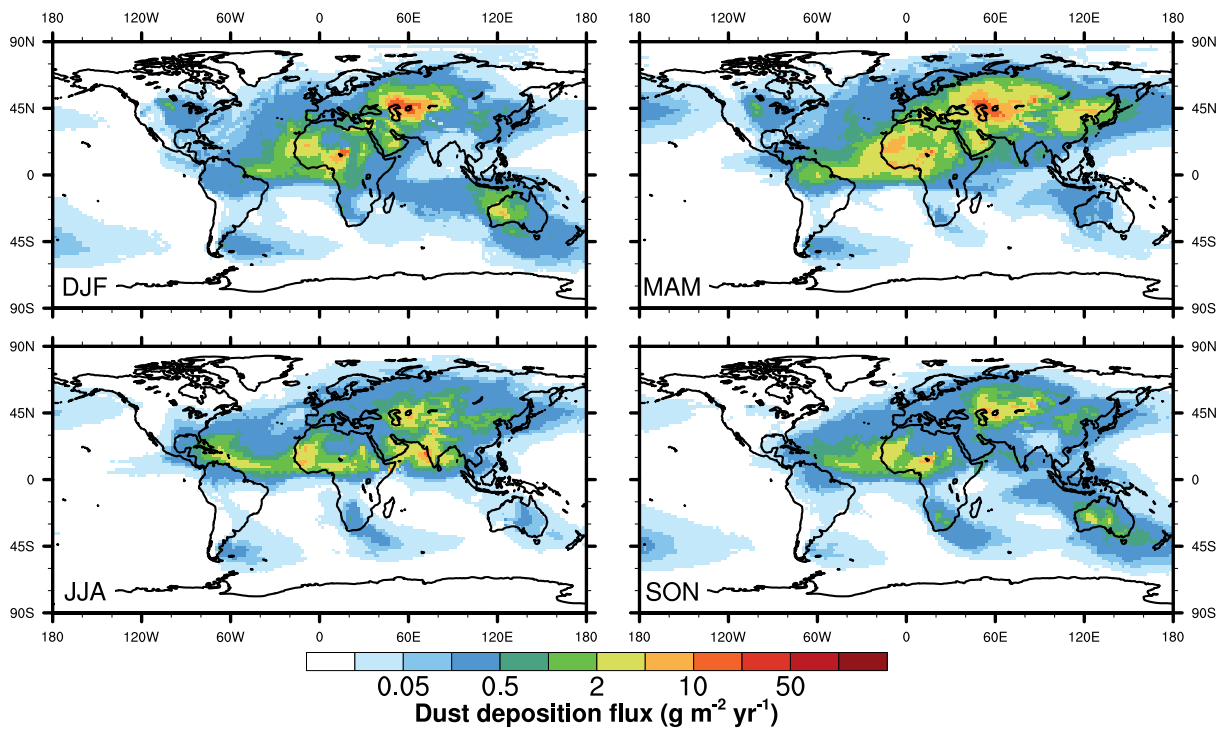 180 120W 60W 0 60E 120E 180 180 120W 60W 0 60E 120E 180
90N 90N
45N 45N
0 0
45S 45S
DJF MAM
90S 90S
90N 90N
45N 45N
0 0
45S 45S
JJA SON
90S 90S
180 120W 60W 0 60E 120E 180 180 120W 60W 0 60E 120E 180
0.05 0.5 2 10 50
Dust deposition flux (g m⁻² yr⁻¹)